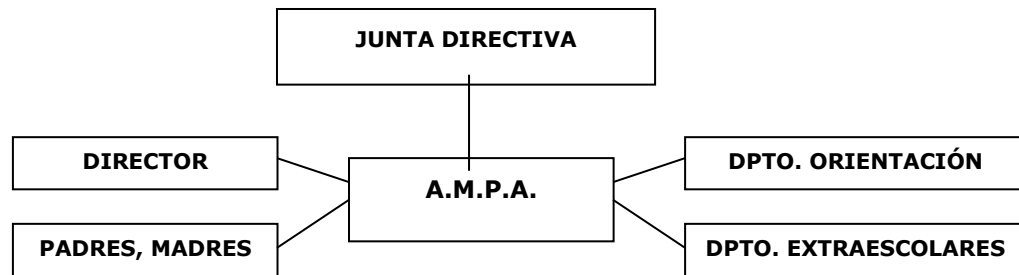 JUNTA DIRECTIVA
DIRECTOR
DPTO. ORIENTACIÓN
A.M.P.A.
PADRES, MADRES
DPTO. EXTRAESCOLARES